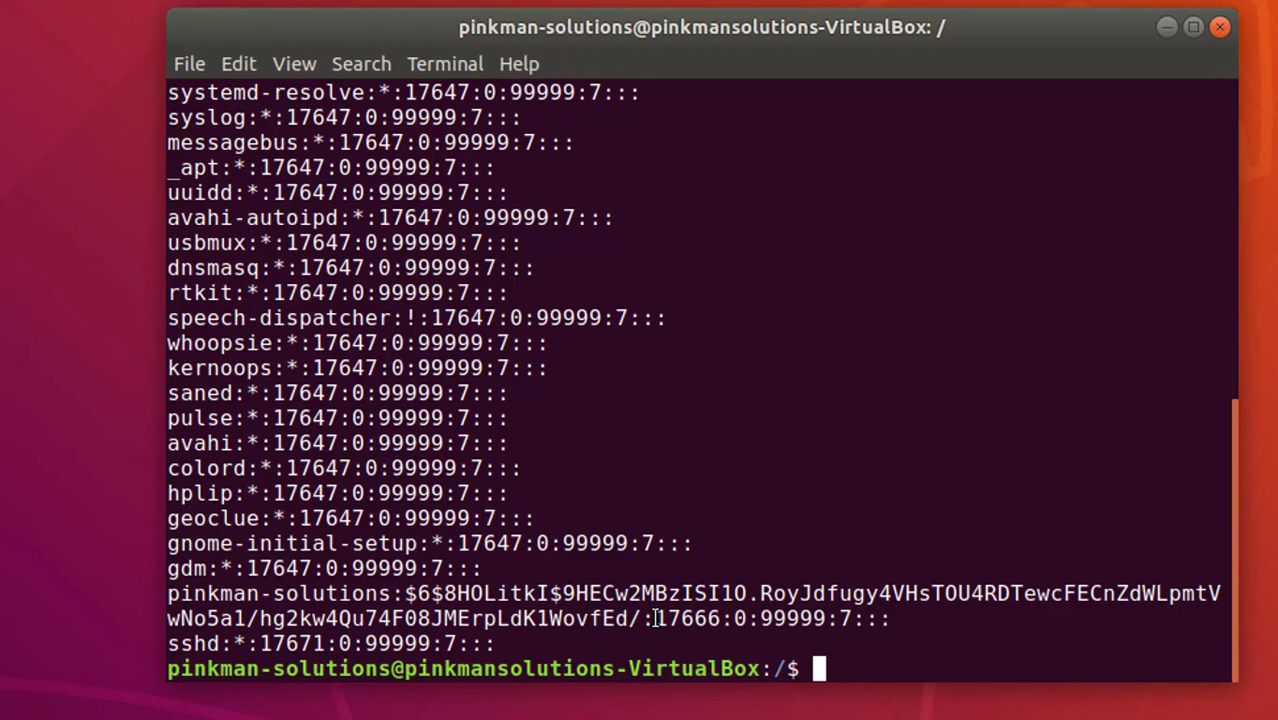 pinkman-solutions@pinkmansolutions-VirtualBox: /
File Edit View Search Terminal Help
systemd-resolve:*:17647:0:99999:7:::
syslog:*:17647:0:99999:7:::
messagebus:*:17647:0:99999:7:::
_apt:*:17647:0:99999:7:::
uuidd:*:17647:0:99999:7:::
avahi-autoipd:*:17647:0:99999:7:::
usbmux:*:17647:0:99999:7:::
dnsmasq:*:17647:0:99999:7:::
rtkit:*:17647:0:99999:7:::
speech-dispatcher:!:17647:0:99999:7:::
whoopsie:*:17647:0:99999:7:::
kernoops:*:17647:0:99999:7:::
saned:*:17647:0:99999:7:::
pulse:*:17647:0:99999:7:::
avahi:*:17647:0:99999:7:::
colord:*:17647:0:99999:7:::
hplip:*:17647:0:99999:7:::
geoclue:*:17647:0:99999:7:::
gnome-initial-setup:*:17647:0:99999:7:::
gdm:*:17647:0:99999:7:::
pinkman-solutions:$6$8HOLitkI$9HECw2MBzISI1O.RoyJdfugy4VHsTOU4RDTewcFECnZdWLpmtV
wNo5a1/hg2kw4Qu74F08JMErpLdK1WovfEd/:17666:0:99999:7:::
sshd:*:17671:0:99999:7:::
pinkman-solutions@pinkmansolutions-VirtualBox:/$